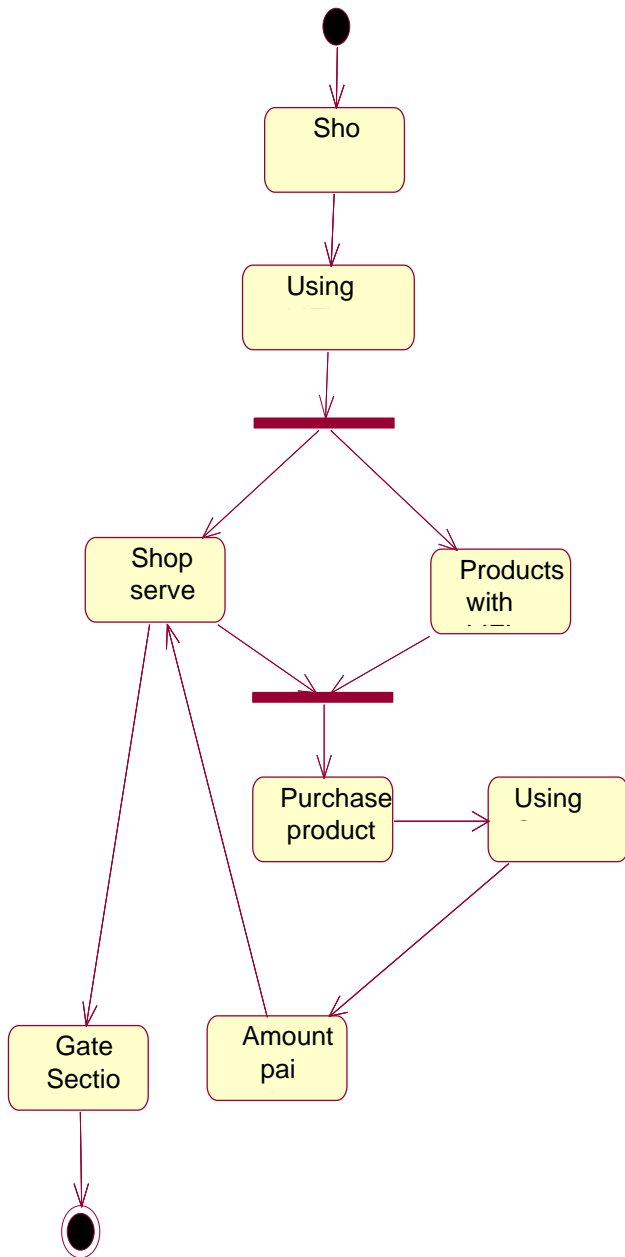 Sho
Using
Shop
serve
Products
with
Purchase
product
Using
Amount
pai
Gate
Sectio